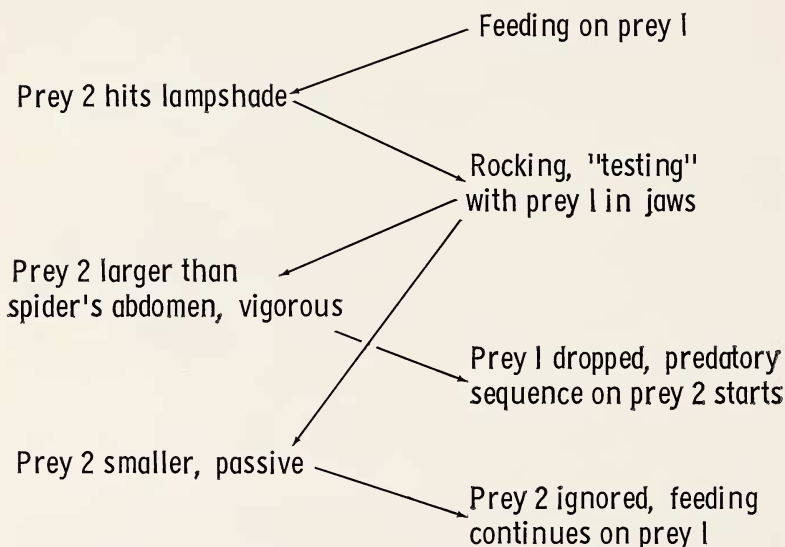 Feeding on prey 1
Prey 2 hits lampshade
Rocking, "testing"
with prey 1 in jaws
Prey 2 larger than
spider's abdomen, vigorous
Prey 1 dropped, predatory
sequence on prey 2 starts
Prey 2 smaller, passive
Prey 2 ignored, feeding
continues on prey 1